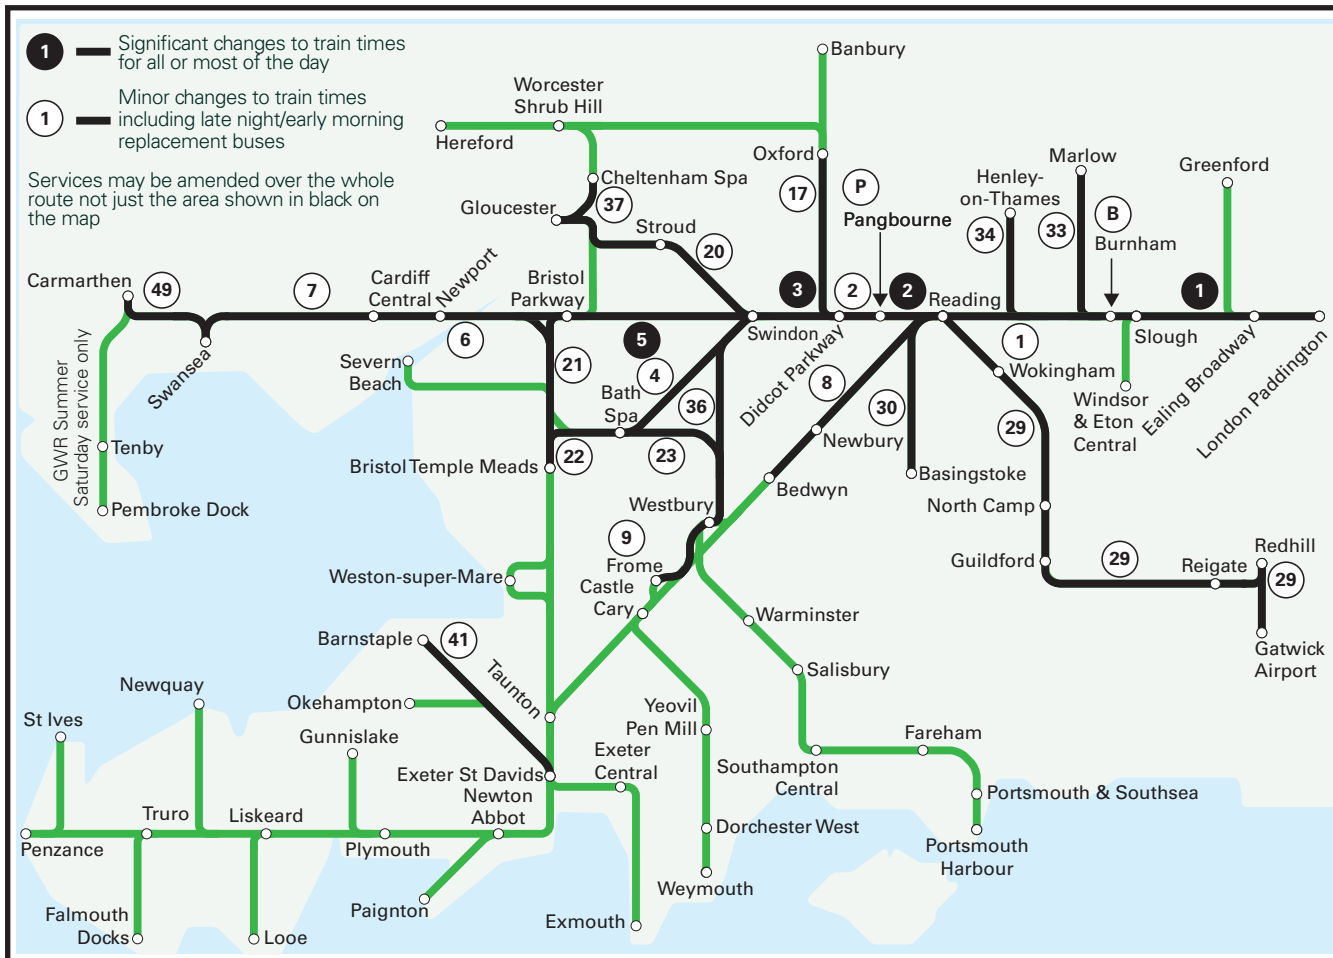 1
Significant changes to train times
for all or most of the day
1
Minor changes to train times
including late night/early morning
replacement buses
Services may be amended over the whole
route not just the area shown in black on
the map
Banbury
Worcester
Shrub Hill
Hereford
Oxford
Cheltenham Spa
Gloucester
37
Stroud
20
17
P
Pangbourne
Henley-
on-Thames
34
Marlow
33
B
Burnham
Greenford
Carmarthen
49
7
Cardiff
Central
Newport
Bristol
Parkway
3
2
2
Reading
1
Swansea
6
21
5
4
Swindon
Didcot Parkway
1
Slough
Ealing Broadway
London Paddington
Severn
Beach
Bath
Spa
36
8
30
Wokingham
Windsor
& Eton
Central
GWR Summer
Saturday service only
Tenby
Pembroke Dock
22
23
Bristol Temple Meads
Newbury
29
Basingstoke
Bedwyn
Westbury
North Camp
9
Frome
Guildford
29
Reigate
Redhill
29
Gatwick
Airport
Weston-super-Mare
Castle
Cary
Warminster
Barnstaple
41
Salisbury
Taunton
Newquay
Okehampton
St Ives
Gunnislake
Yeovil
Pen Mill
Fareham
Exeter St Davids
Exeter
Central
Southampton
Central
Newton
Abbot
Portsmouth & Southsea
Truro
Liskeard
Penzance
Plymouth
Dorchester West
Portsmouth
Harbour
Weymouth
Falmouth
Docks
Looe
Paignton
Exmouth